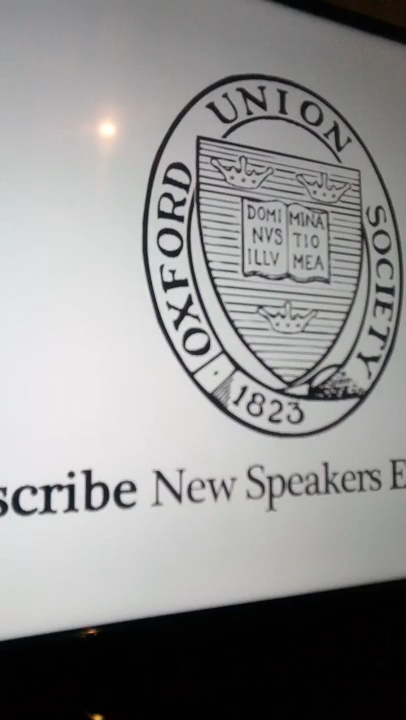 OXFORD UNION SOCIETY
DOMI MINA
NVS TIO
ILLV MEA
1823
scribe New Speakers E